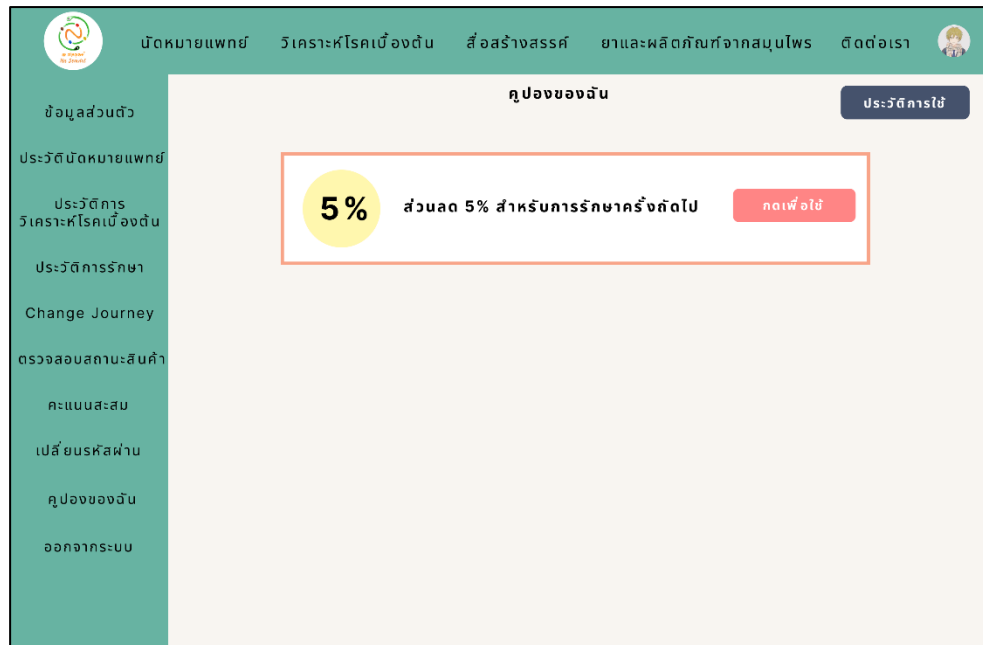 นัดหมายแพทย์ วิเคราะห์โรคเบื้องต้น สื่อสร้างสรรค์ ยาและผลิตภัณฑ์จากสมุนไพร ติดต่อเรา
คูปองของฉัน
ประวัติการใช้
ข้อมูลส่วนตัว
ประวัตินัดหมายแพทย์
ประวัติการ
วิเคราะห์โรคเบื้องต้น
ประวัติการรักษา
Change Journey
ตรวจสอบสถานะสินค้า
คะแนนสะสม
เปลี่ยนรหัสผ่าน
คูปองของฉัน
ออกจากระบบ
5% ส่วนลด 5% สำหรับการรักษาครั้งถัดไป กดเพื่อใช้